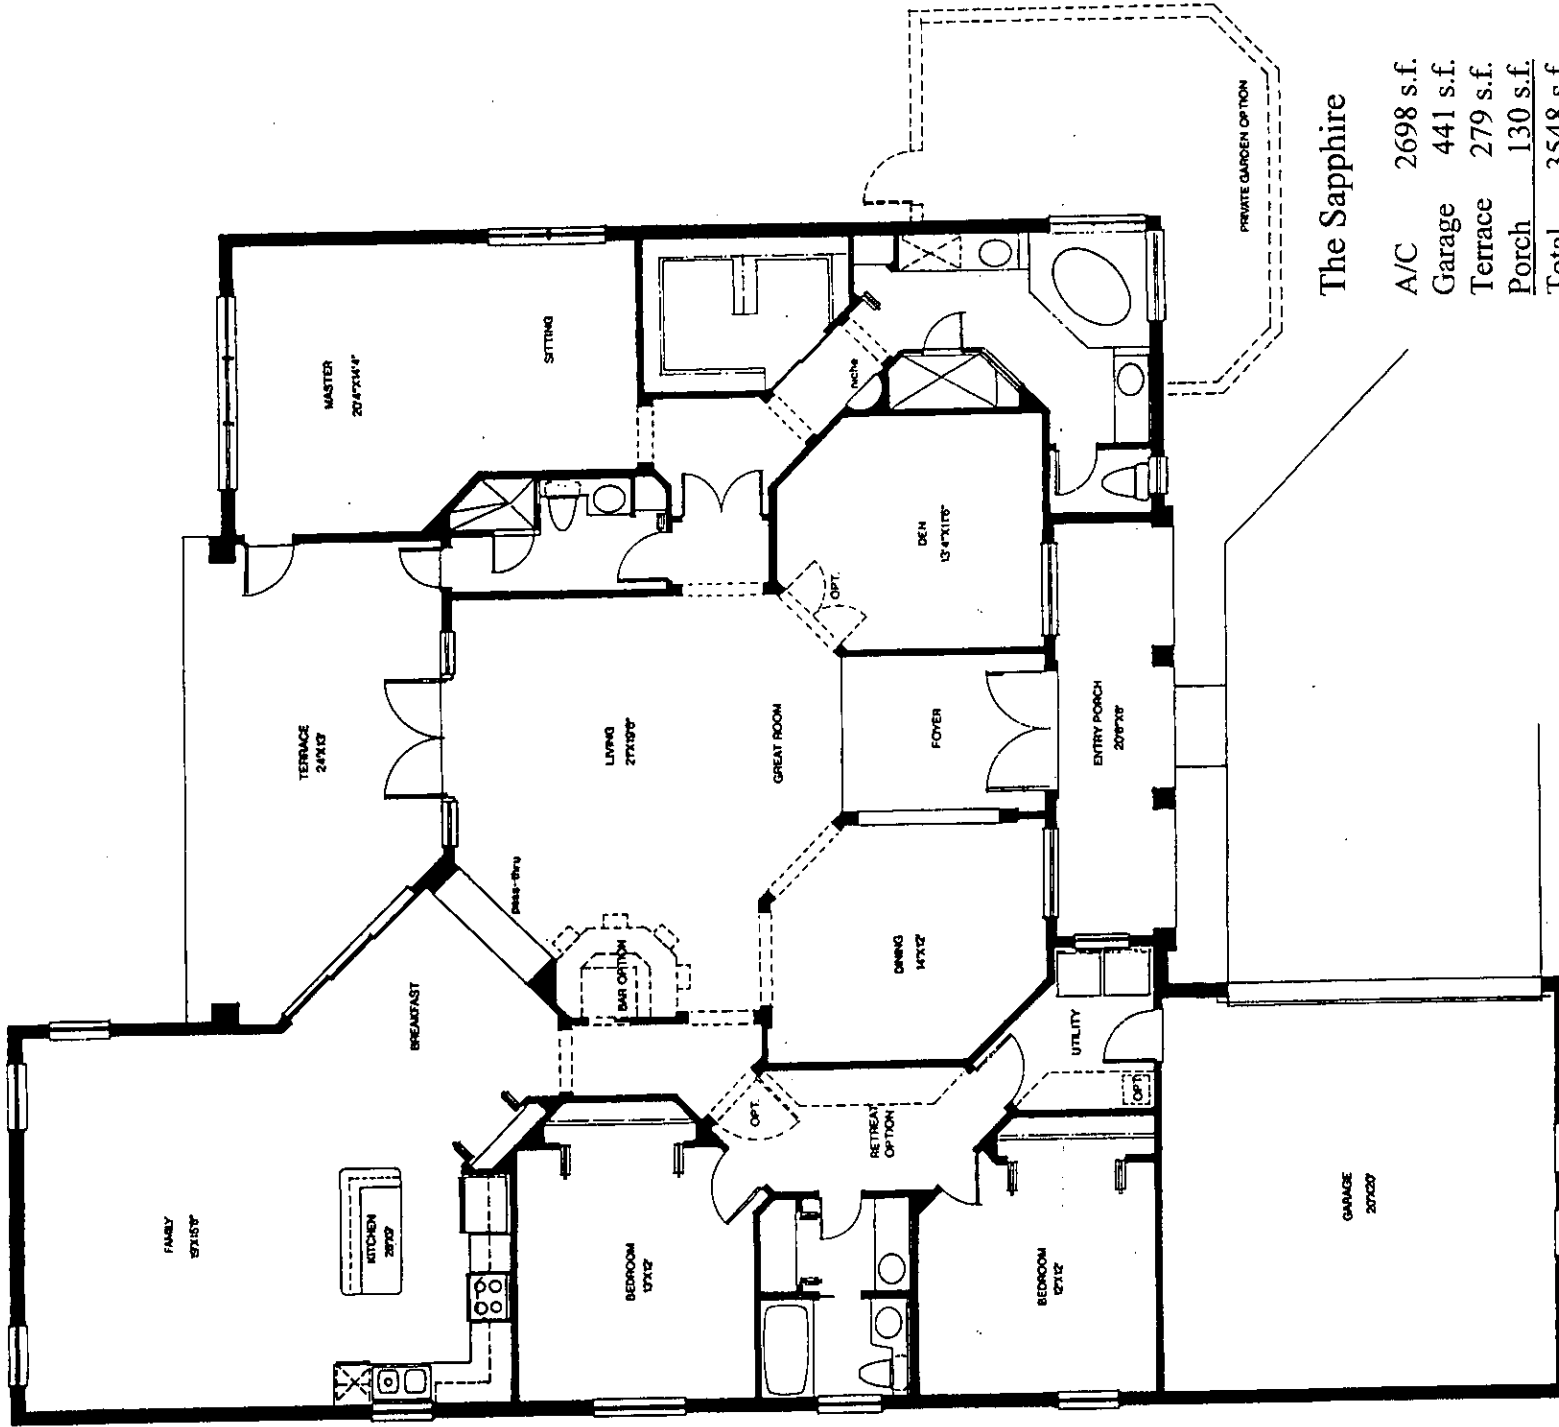 MASTER
20'4"X14'4"
SITTING
PRIVATE GARDEN OPTION
niche
TERRACE
24'X13'
DEN
13'4"X11'6"
OPT.
LIVING
21'X19'6"
GREAT ROOM
FOYER
ENTRY PORCH
20'6"X6'
pass-thru
BAR OPTION
DINING
14'X12'
BREAKFAST
UTILITY
OPT.
OPT.
RETREAT
OPTION
FAMILY
KITCHEN
BEDROOM
13'X12'
BEDROOM
12'X12'
GARAGE
20'X20'
The Sapphire
A/C 2698 s.f.
Garage 441 s.f.
Terrace 279 s.f.
Porch 130 s.f.
Total 3548 s.f.